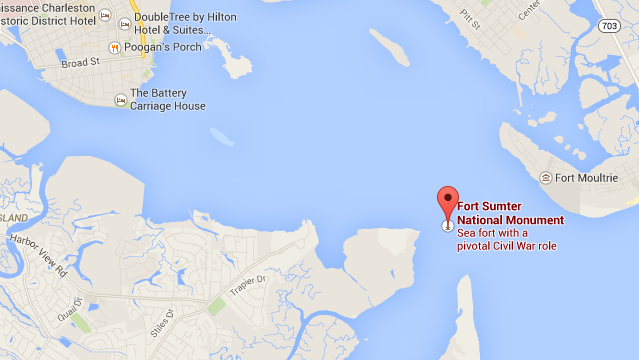 issance Charleston
storic District Hotel
DoubleTree by Hilton
Hotel & Suites...
Poogan's Porch
Broad St
The Battery
Carriage House
Pitt St
Center
703
Fort Moultrie
Fort Sumter
National Monument
Sea fort with a
pivotal Civil War role
ISLAND
Harbor View Rd
Quail Dr
Stiles Dr
Trapier Dr